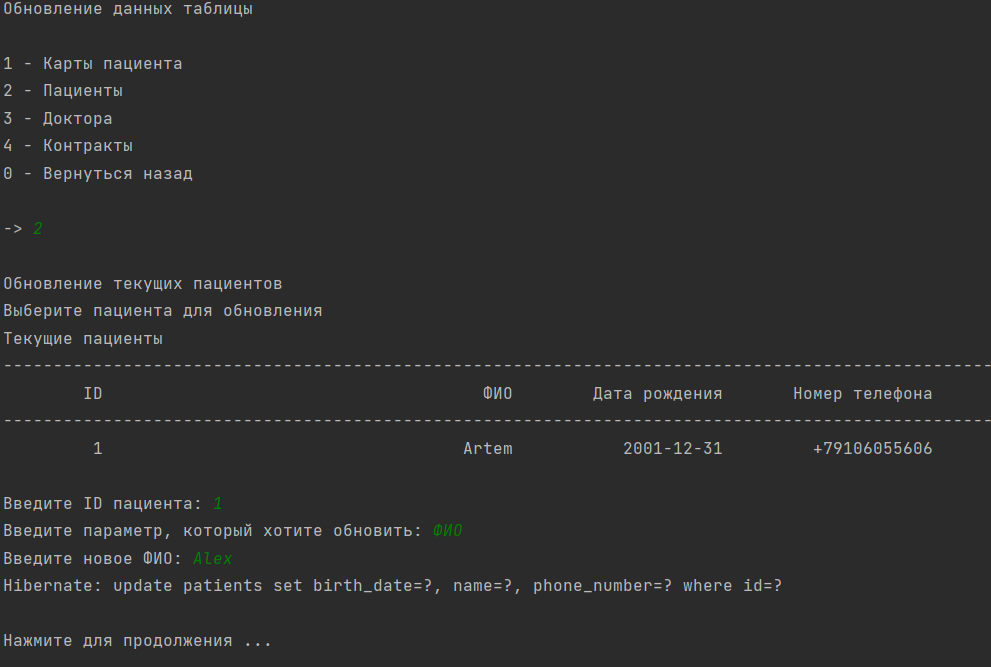 Обновление данных таблицы
1 - Карты пациента
2 - Пациенты
3 - Доктора
4 - Контракты
0 - Вернуться назад
-> 2
Обновление текущих пациентов
Выберите пациента для обновления
Текущие пациенты
---------------------------------------------------------------------------------------------------
ID ФИО Дата рождения Номер телефона
---------------------------------------------------------------------------------------------------
1 Artem 2001-12-31 +79106055606
Введите ID пациента: 1
Введите параметр, который хотите обновить: ФИО
Введите новое ФИО: Alex
Hibernate: update patients set birth_date=?, name=?, phone_number=? where id=?
Нажмите для продолжения ...